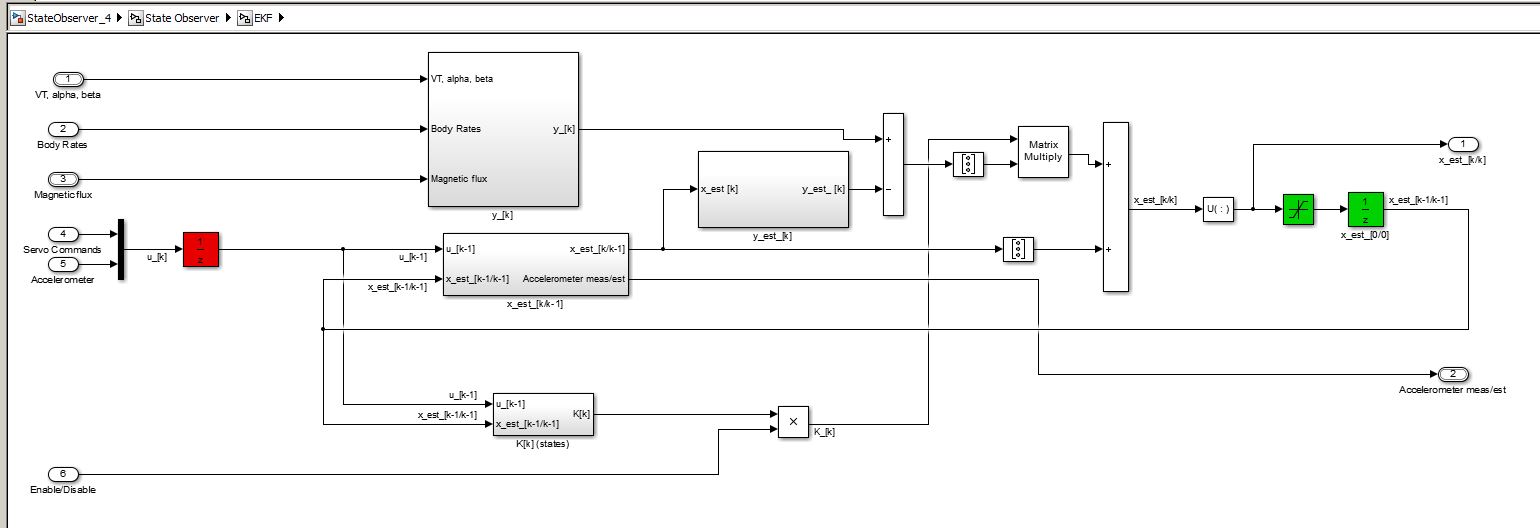 StateObserver_4 State Observer EKF
1
VT, alpha, beta
2
Body Rates
3
Magnetic flux
4
Servo Commands
5
Accelerometer
u_[k]
1
z
VT, alpha, beta
Body Rates
y_[k]
Magnetic flux
y_[k]
x_est [k]
y_est_ [k]
y_est_[k]
u_[k-1]
u_[k-1]
x_est_[k/k-1]
x_est_[k-1/k-1]
x_est_[k-1/k-1]
Accelerometer meas/est
x_est_[k/k-1]
+
−
Matrix
Multiply
+
+
x_est_[k/k]
U( : )
1
x_est_[k/k]
1
z
x_est_[k-1/k-1]
x_est_[0/0]
2
Accelerometer meas/est
u_[k-1]
u_[k-1]
x_est_[k-1/k-1]
x_est_[k-1/k-1]
K[k]
K[k] (states)
×
K_[k]
6
Enable/Disable